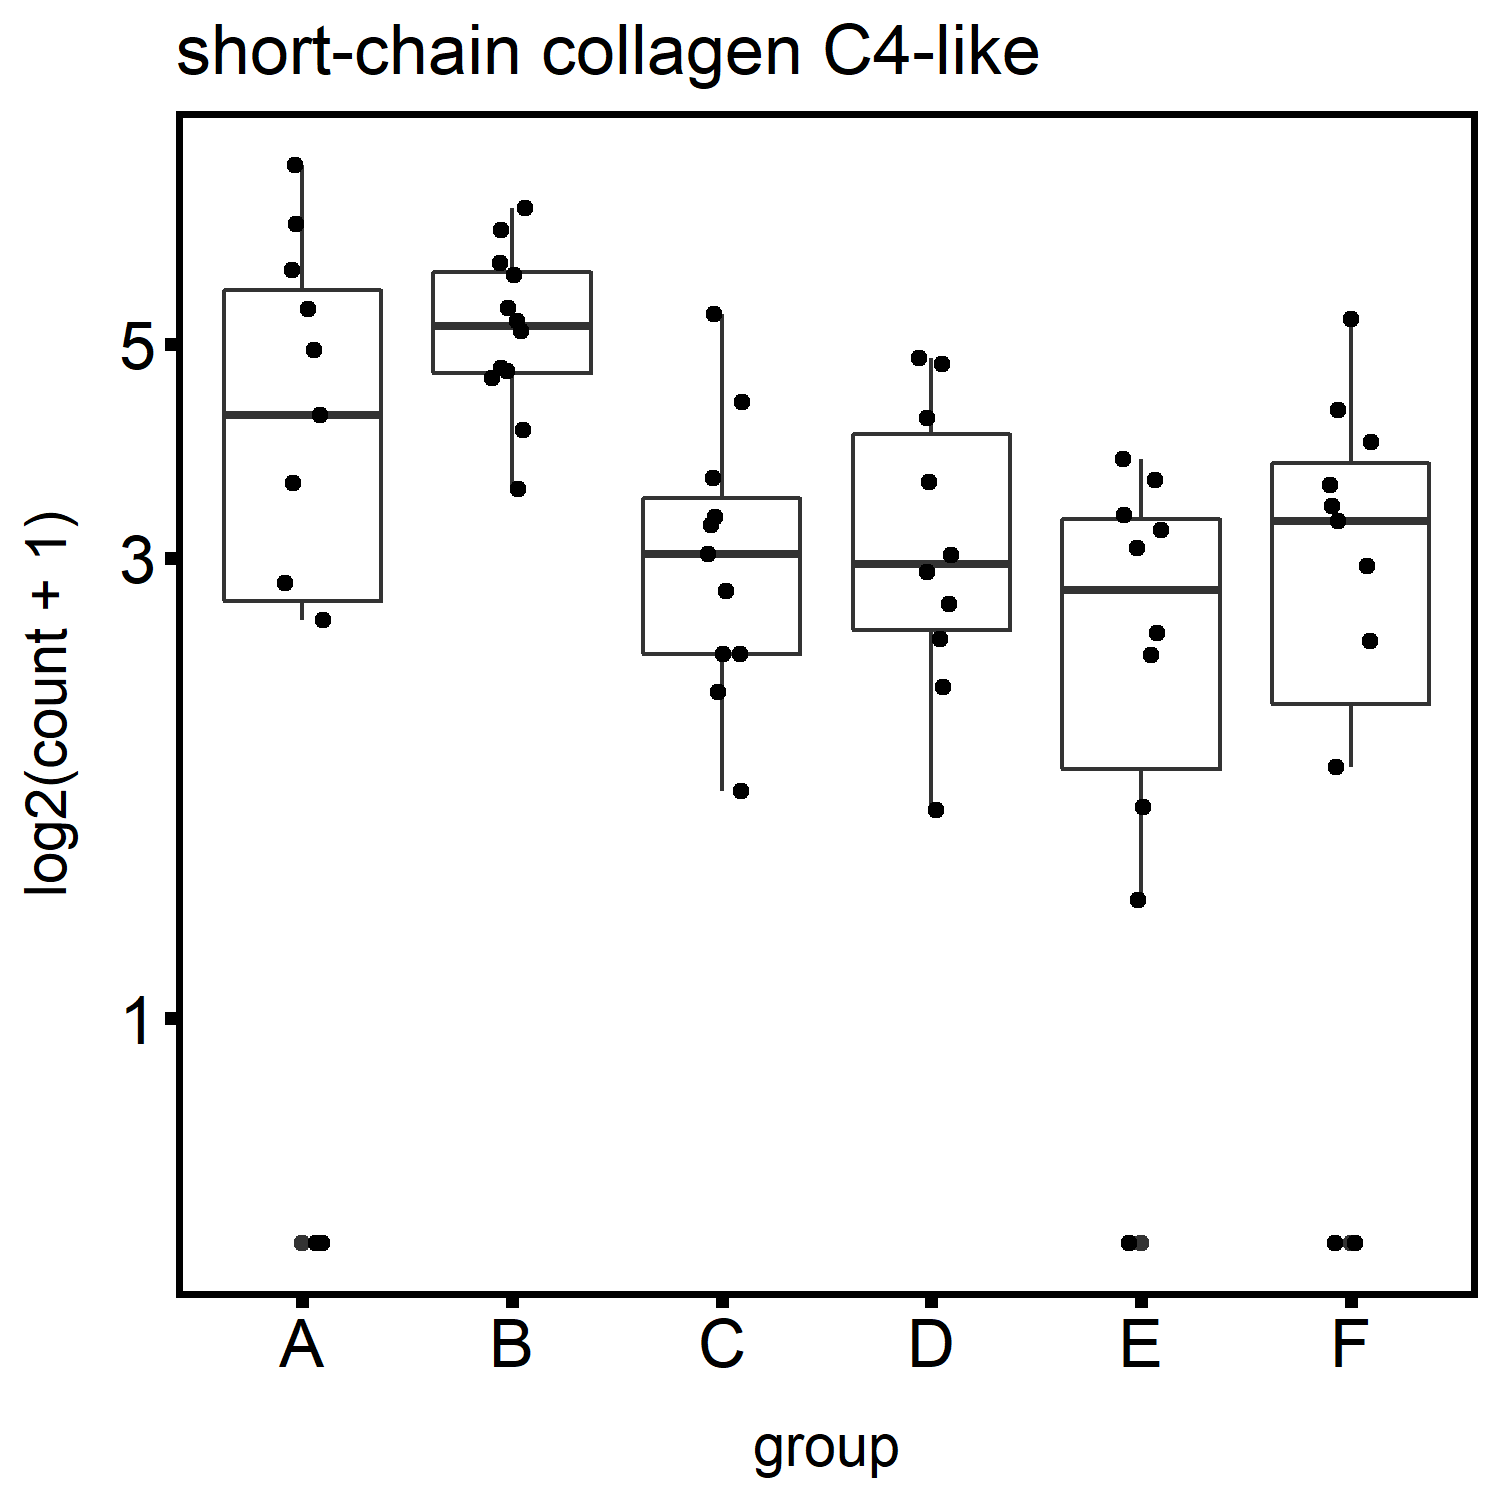 short-chain collagen C4-like
log2(count + 1)
5
3
1
A B C D E F
group